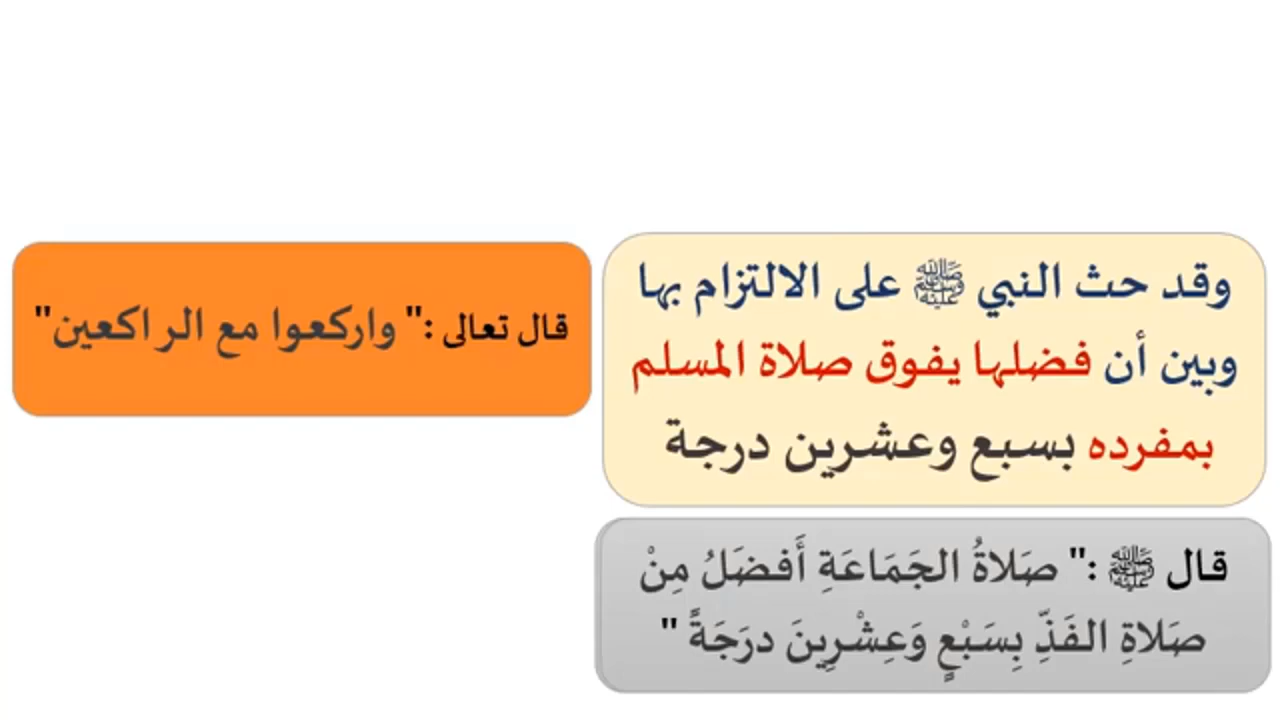 وقد حث النبي ﷺ على الالتزام بها
وبين أن فضلها يفوق صلاة المسلم
بمفرده بسبع وعشرين درجة
قال تعالى :" واركعوا مع الراكعين"
قال ﷺ :" صَلاةُ الجَمَاعَةِ أَفضَلُ مِنْ
صَلاةِ الفَذِّ بِسَبْعٍ وَعِشْرِينَ درَجَةً "